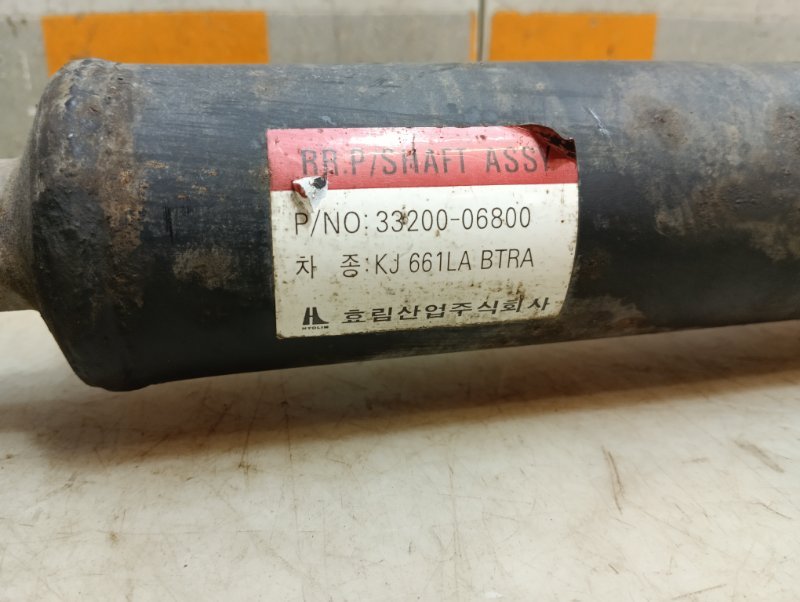 RR.P/SHAFT ASSY
P/NO: 33200-06800
차 종: KJ 661LA BTRA
HYOLIM 효림산업주식회사